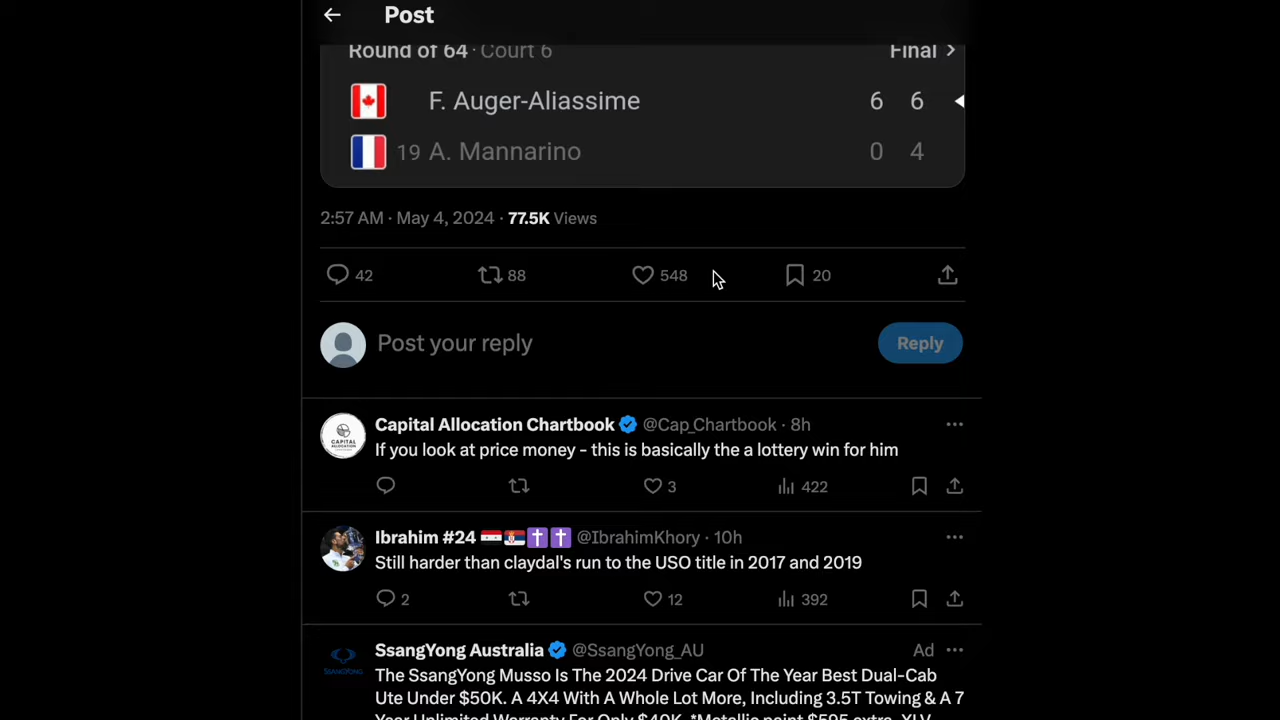 Post
Round of 64 · Court 6 Final
F. Auger-Aliassime 6 6
19 A. Mannarino 0 4
2:57 AM · May 4, 2024 · 77.5K Views
42 88 548 20
Post your reply Reply
Capital Allocation Chartbook @Cap_Chartbook · 8h
If you look at price money - this is basically the a lottery win for him
3 422
Ibrahim #24 @IbrahimKhory · 10h
Still harder than claydal's run to the USO title in 2017 and 2019
2 12 392
SsangYong Australia @SsangYong_AU Ad
The SsangYong Musso Is The 2024 Drive Car Of The Year Best Dual-Cab
Ute Under $50K. A 4X4 With A Whole Lot More, Including 3.5T Towing & A 7
Year Unlimited Warranty For Only $40K. *Metallic paint $595 extra. XLV